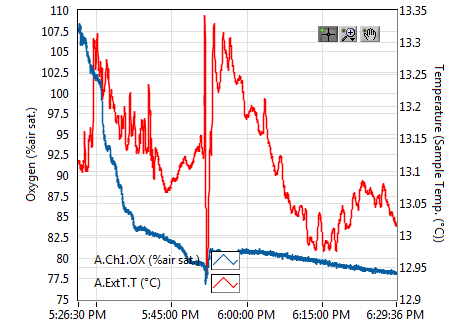 110
107.5
105
102.5
100
97.5
95
92.5
90
87.5
85
82.5
80
77.5
75
Oxygen (%air sat.)
13.35
13.3
13.25
13.2
13.15
13.1
13.05
13
12.95
12.9
Temperature (Sample Temp. (°C))
A.Ch1.OX (%air sat.)
A.ExtT.T (°C)
5:26:30 PM
5:45:00 PM
6:00:00 PM
6:15:00 PM
6:29:36 PM